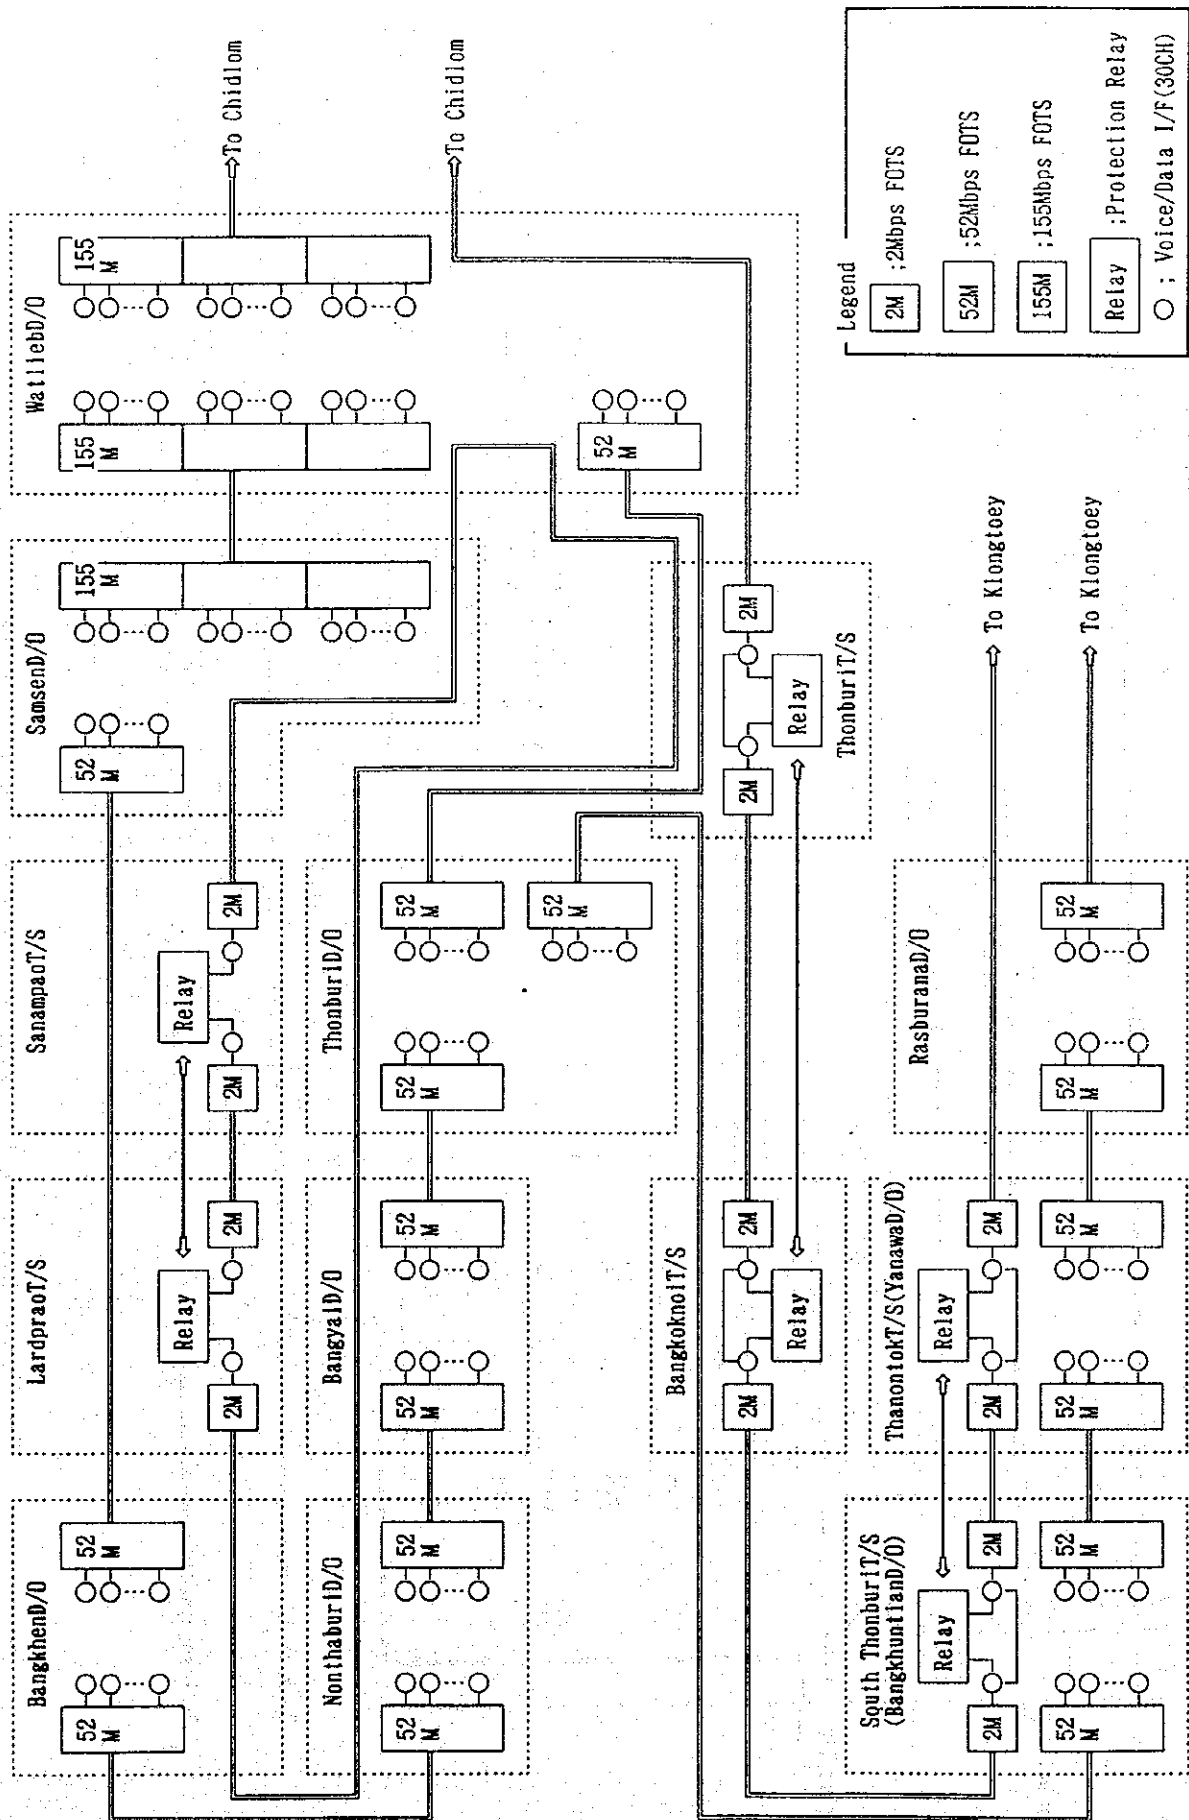 BangkhenD/O
52
M
52
M
LardpraoT/S
Relay
2M
2M
SanampaoT/S
Relay
2M
2M
SamsenD/O
52
M
155
M
WatliebD/O
155
M
155
M
52
M
To Chidlom
To Chidlom
NonthaburiD/O
52
M
52
M
BangyaiD/O
52
M
52
M
ThonburiD/O
52
M
52
M
52
M
BangkoknoiT/S
2M
2M
Relay
ThonburiT/S
2M
2M
Relay
South ThonburiT/S
(BangkhuntianD/O)
Relay
2M
2M
52
M
52
M
ThanontokT/S(YanawaD/O)
Relay
2M
2M
52
M
52
M
RasburanaD/O
52
M
52
M
To Klongtoey
To Klongtoey
Legend
2M ;2Mbps FOTS
52M ;52Mbps FOTS
155M ;155Mbps FOTS
Relay ;Protection Relay
○ ; Voice/Data I/F(30CH)